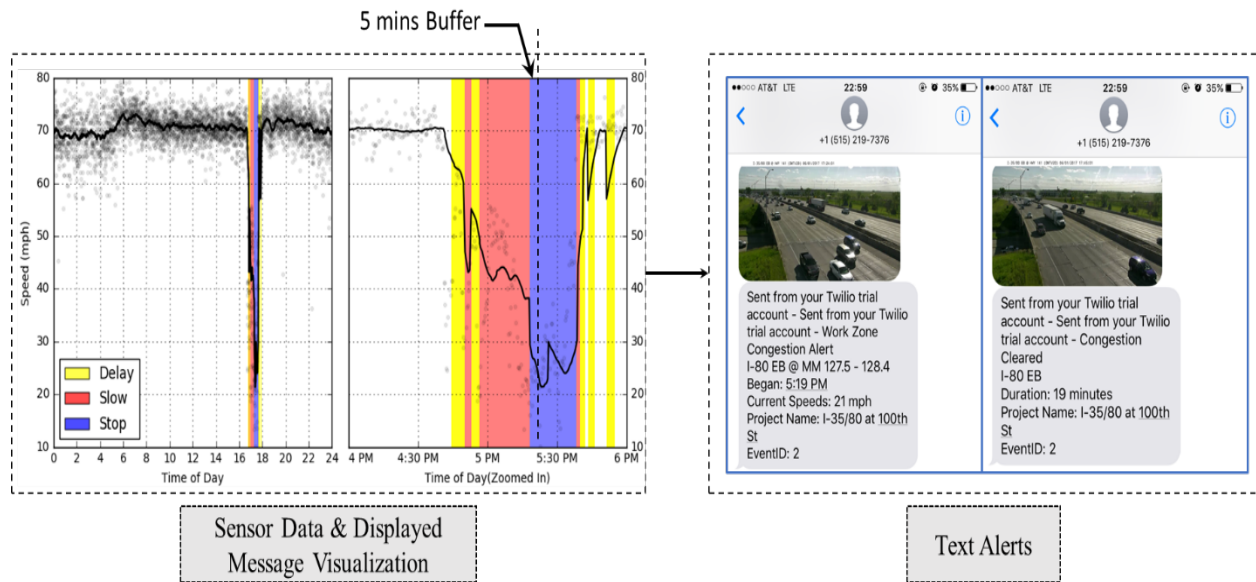 5 mins Buffer
80
70
60
50
40
30
20
10
Speed (mph)
Delay
Slow
Stop
0 2 4 6 8 10 12 14 16 18 20 22 24
Time of Day
80
70
60
50
40
30
20
10
4 PM 4:30 PM 5 PM 5:30 PM 6 PM
Time of Day(Zoomed In)
Sensor Data & Displayed
Message Visualization
AT&T LTE 22:59 35%
+1 (515) 219-7376
Sent from your Twilio trial
account - Sent from your Twilio
trial account - Work Zone
Congestion Alert
I-80 EB @ MM 127.5 - 128.4
Began: 5:19 PM
Current Speeds: 21 mph
Project Name: I-35/80 at 100th
St
EventID: 2
AT&T LTE 22:59 35%
+1 (515) 219-7376
Sent from your Twilio trial
account - Sent from your Twilio
trial account - Congestion
Cleared
I-80 EB
Duration: 19 minutes
Project Name: I-35/80 at 100th
St
EventID: 2
Text Alerts